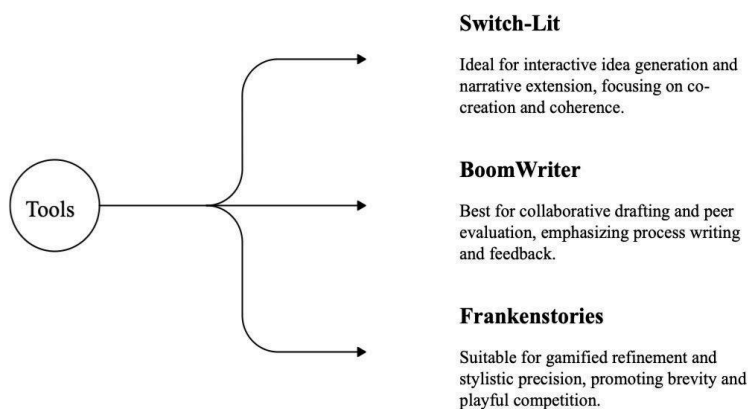 Switch-Lit
Ideal for interactive idea generation and
narrative extension, focusing on co-
creation and coherence.
Tools
BoomWriter
Best for collaborative drafting and peer
evaluation, emphasizing process writing
and feedback.
Frankenstories
Suitable for gamified refinement and
stylistic precision, promoting brevity and
playful competition.